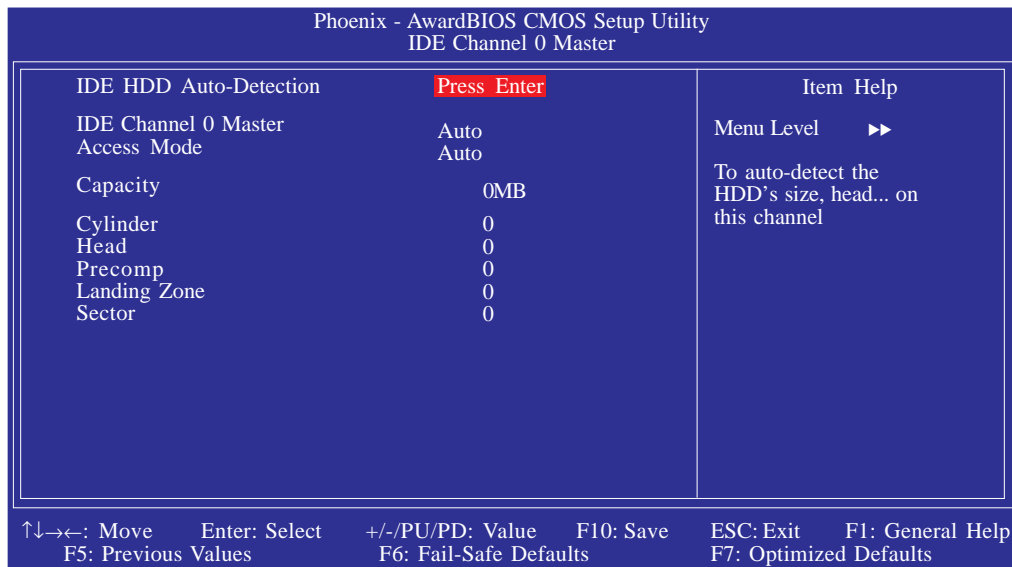 Phoenix - AwardBIOS CMOS Setup Utility
IDE Channel 0 Master
IDE HDD Auto-Detection Press Enter
IDE Channel 0 Master Auto
Access Mode Auto
Capacity 0MB
Cylinder 0
Head 0
Precomp 0
Landing Zone 0
Sector 0
Item Help
Menu Level ▶▶
To auto-detect the
HDD's size, head... on
this channel
↑↓→←: Move Enter: Select +/-/PU/PD: Value F10: Save ESC: Exit F1: General Help
F5: Previous Values F6: Fail-Safe Defaults F7: Optimized Defaults